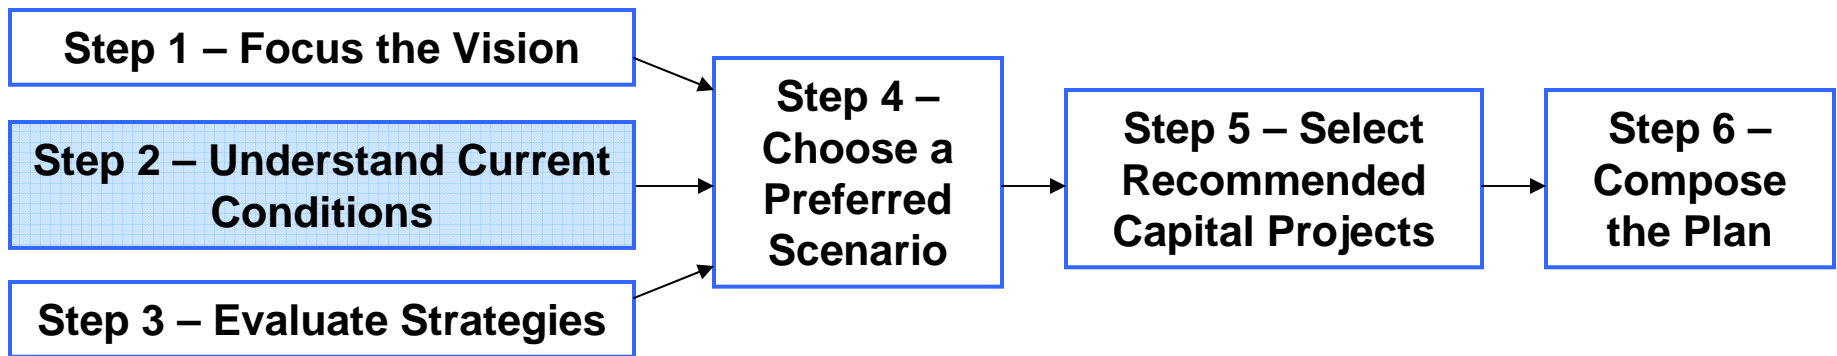 Step 1 – Focus the Vision
Step 2 – Understand Current
Conditions
Step 3 – Evaluate Strategies
Step 4 –
Choose a
Preferred
Scenario
Step 5 – Select
Recommended
Capital Projects
Step 6 –
Compose
the Plan